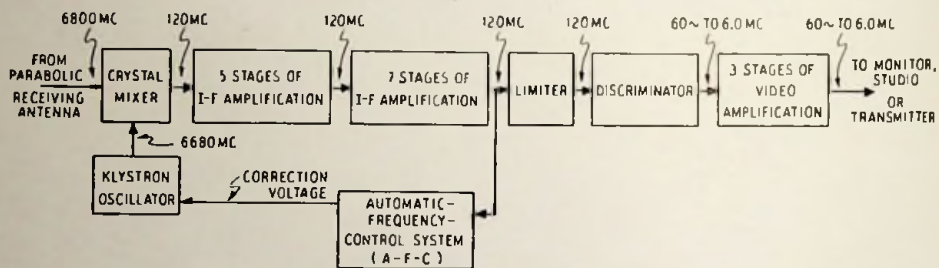 6800MC
120MC
120MC
120MC
120MC
60~ TO 6.0MC
60~ TO 6.0MC
FROM
PARABOLIC
RECEIVING
ANTENNA
CRYSTAL
MIXER
5 STAGES OF
I-F AMPLIFICATION
7 STAGES OF
I-F AMPLIFICATION
LIMITER
DISCRIMINATOR
3 STAGES OF
VIDEO
AMPLIFICATION
TO MONITOR,
STUDIO
OR
TRANSMITTER
6680MC
KLYSTRON
OSCILLATOR
CORRECTION
VOLTAGE
AUTOMATIC-
FREQUENCY-
CONTROL SYSTEM
(A-F-C)